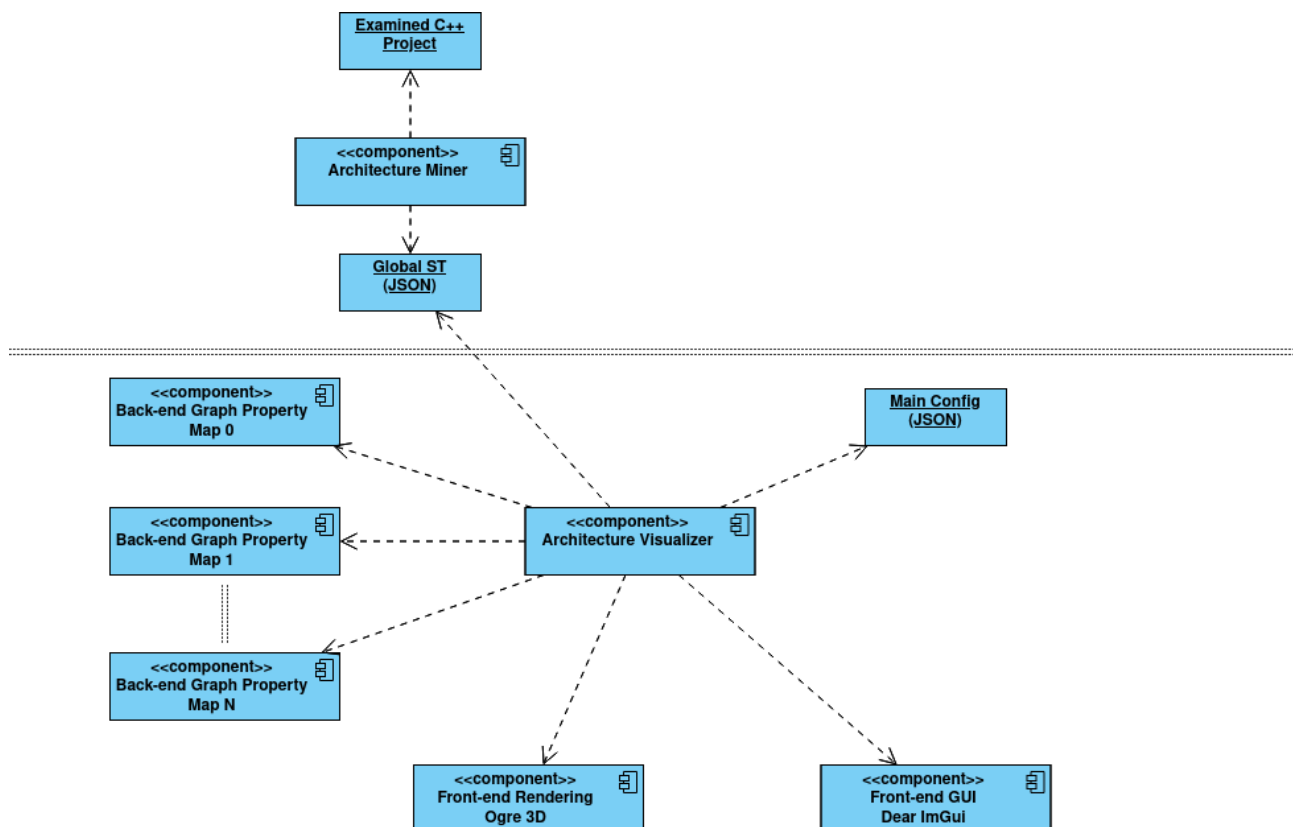 Examined C++
Project
<<component>>
Architecture Miner
Global ST
(JSON)
<<component>>
Back-end Graph Property
Map 0
Main Config
(JSON)
<<component>>
Back-end Graph Property
Map 1
<<component>>
Architecture Visualizer
<<component>>
Back-end Graph Property
Map N
<<component>>
Front-end Rendering
Ogre 3D
<<component>>
Front-end GUI
Dear ImGui